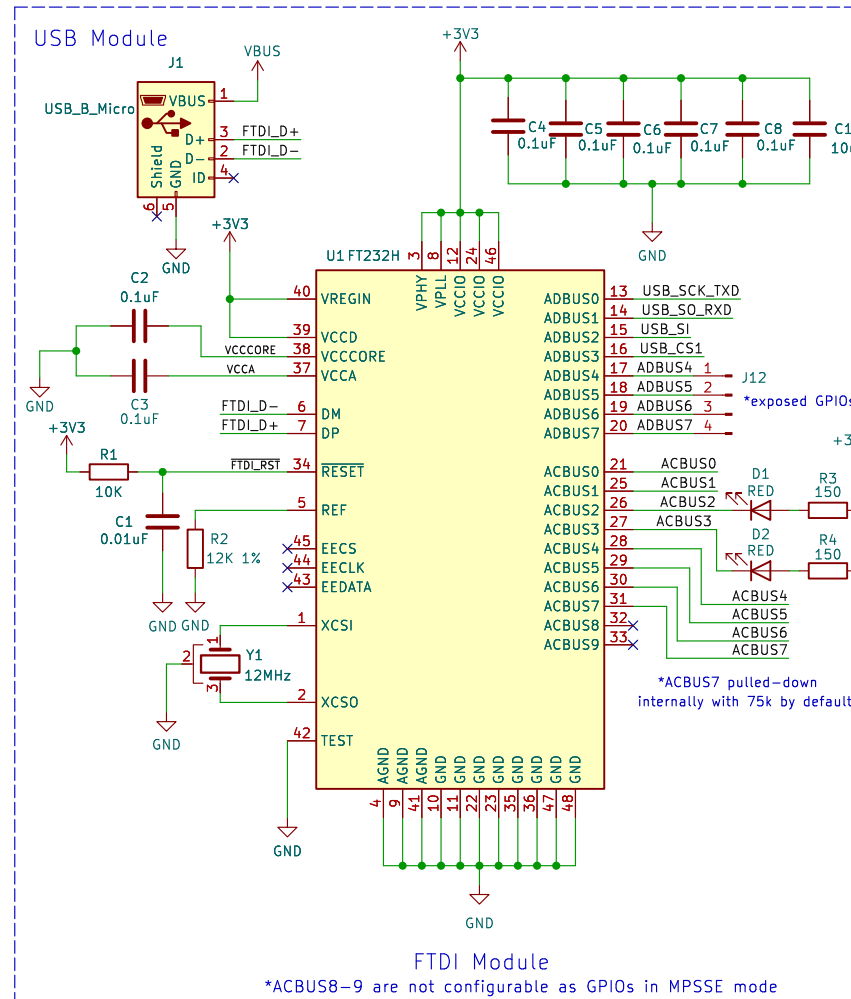 USB Module
J1
VBUS
USB_B_Micro
VBUS
1
D+
3
FTDI_D+
D-
2
FTDI_D-
ID
4
Shield
GND
6
5
GND
+3V3
C4
0.1uF
C5
0.1uF
C6
0.1uF
C7
0.1uF
C8
0.1uF
C1
10
GND
+3V3
U1 FT232H
3
8
12
24
46
VPHY
VPLL
VCCIO
VCCIO
VCCIO
C2
0.1uF
C3
0.1uF
GND
40
VREGIN
39
VCCD
VCCCORE
38
VCCCORE
VCCA
37
VCCA
FTDI_D-
6
DM
FTDI_D+
7
DP
+3V3
R1
10K
FTDI_RST
34
RESET
C1
0.01uF
GND
5
REF
R2
12K 1%
GND
45
EECS
44
EECLK
43
EEDATA
1
XCSI
Y1
12MHz
1
2
3
GND
2
XCSO
42
TEST
GND
ADBUS0
13
USB_SCK_TXD
ADBUS1
14
USB_SO_RXD
ADBUS2
15
USB_SI
ADBUS3
16
USB_CS1
ADBUS4
17
ADBUS4
1
J12
ADBUS5
18
ADBUS5
2
*exposed GPIOs
ADBUS6
19
ADBUS6
3
ADBUS7
20
ADBUS7
4
+3
ACBUS0
21
ACBUS0
ACBUS1
25
ACBUS1
ACBUS2
26
ACBUS2
D1
RED
R3
150
ACBUS3
27
ACBUS3
D2
RED
R4
150
ACBUS4
28
ACBUS5
29
ACBUS6
30
ACBUS7
31
ACBUS8
32
ACBUS9
33
ACBUS4
ACBUS5
ACBUS6
ACBUS7
*ACBUS7 pulled-down
internally with 75k by default
AGND
AGND
AGND
GND
GND
GND
GND
GND
GND
GND
GND
4
9
41
10
11
22
23
35
36
47
48
GND
FTDI Module
*ACBUS8-9 are not configurable as GPIOs in MPSSE mode